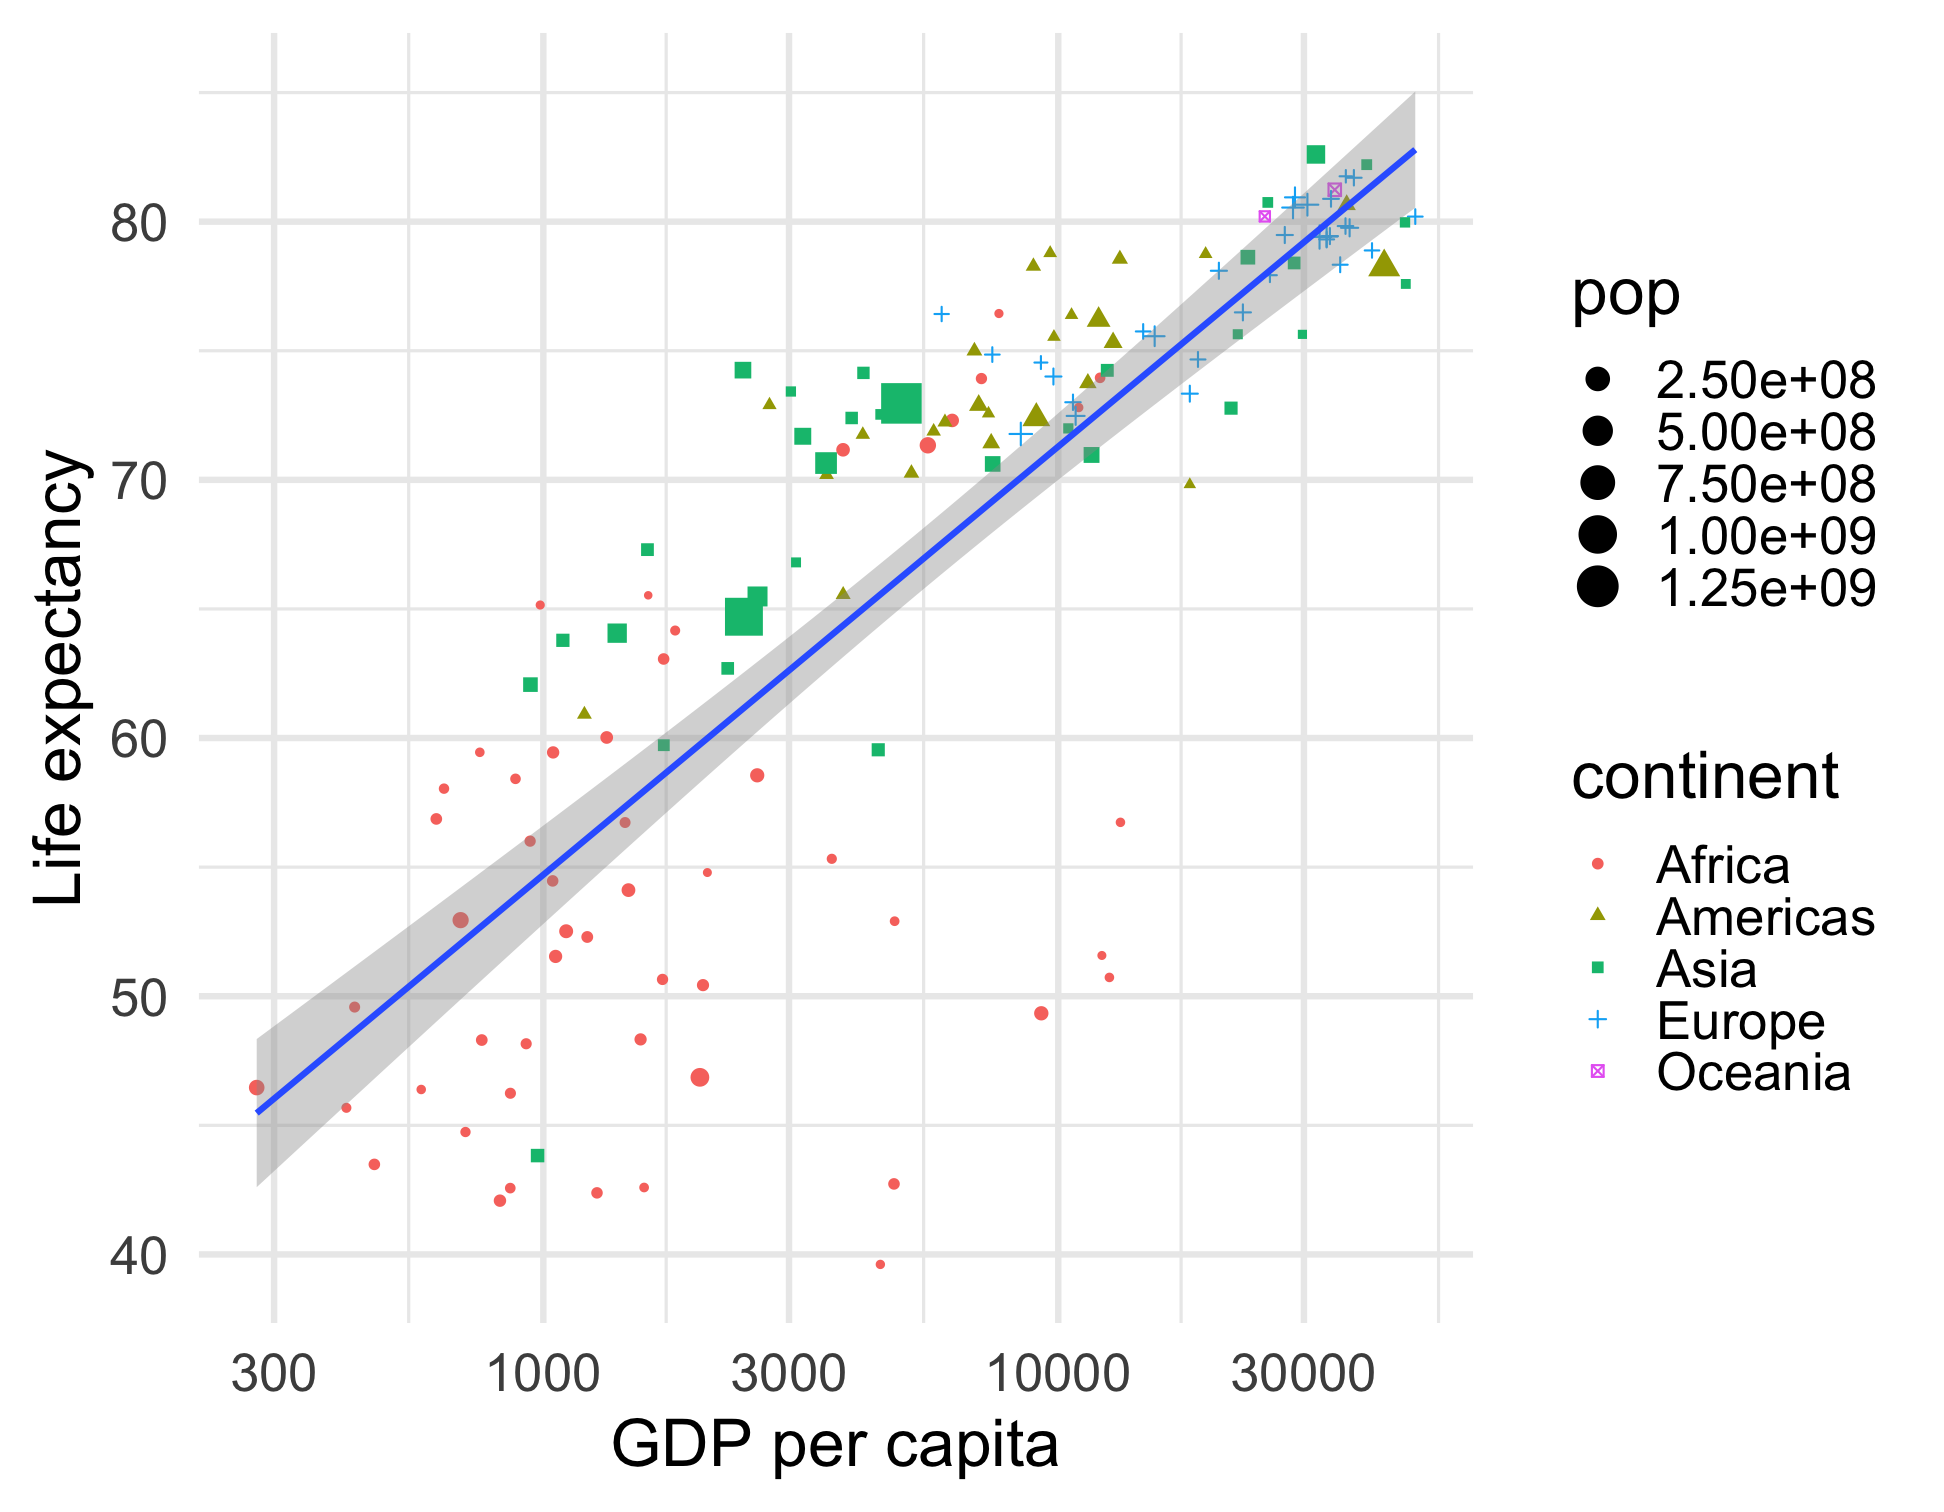 Life expectancy
80
70
60
50
40
300 1000 3000 10000 30000
GDP per capita
pop
2.50e+08
5.00e+08
7.50e+08
1.00e+09
1.25e+09
continent
Africa
Americas
Asia
Europe
Oceania